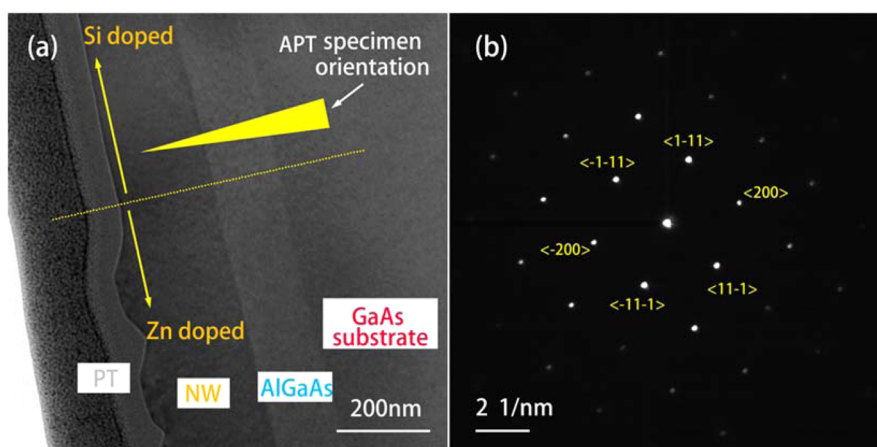 (a)
Si doped
APT specimen
orientation
Zn doped
PT
NW
AlGaAs
GaAs
substrate
200nm
(b)
<1-11>
<-1-11>
<200>
<-200>
<11-1>
<-11-1>
2 1/nm